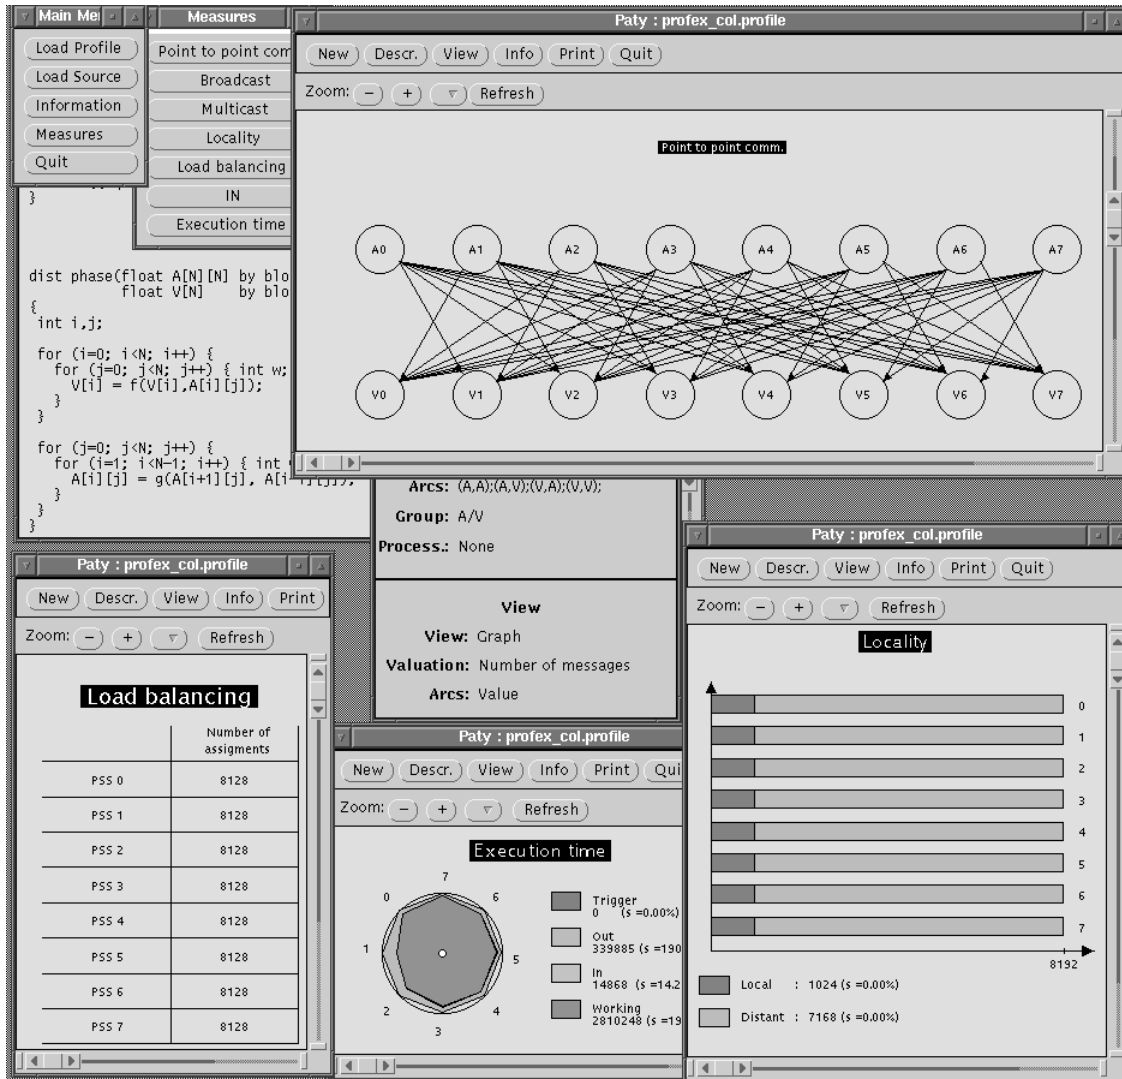 Main Me
Load Profile
Load Source
Information
Measures
Quit
Measures
Point to point com
Broadcast
Multicast
Locality
Load balancing
IN
Execution time
}
dist phase(float A[N][N] by blo
float V[N] by blo
{
int i,j;
for (i=0; i<N; i++) {
for (j=0; j<N; j++) { int w;
V[i] = f(V[i],A[i][j]);
}
}
for (j=0; j<N; j++) {
for (i=1; i<N-1; i++) { int
A[i][j] = g(A[i+1][j], A[i-1][j]);
}
}
}
Paty : profex_col.profile
New Descr. View Info Print Quit
Zoom: - + Refresh
Point to point comm.
A0 A1 A2 A3 A4 A5 A6 A7
V0 V1 V2 V3 V4 V5 V6 V7
Arcs: (A,A);(A,V);(V,A);(V,V);
Group: A/V
Process.: None
View
View: Graph
Valuation: Number of messages
Arcs: Value
Paty : profex_col.profile
New Descr. View Info Print
Zoom: - + Refresh
Load balancing
Number of
assigments
PSS 0 8128
PSS 1 8128
PSS 2 8128
PSS 3 8128
PSS 4 8128
PSS 5 8128
PSS 6 8128
PSS 7 8128
Paty : profex_col.profile
New Descr. View Info Print Qui
Zoom: - + Refresh
Execution time
7
0 6
1 5
2 4
3
Trigger
0 (s =0.00%)
Out
339885 (s =190
In
14868 (s =14.2
Working
2810248 (s =19
Paty : profex_col.profile
New Descr. View Info Print Quit
Zoom: - + Refresh
Locality
0
1
2
3
4
5
6
7
8192
Local : 1024 (s =0.00%)
Distant : 7168 (s =0.00%)